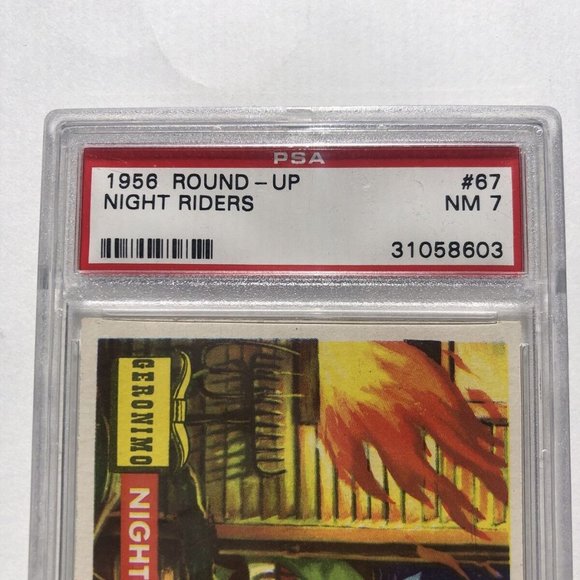 PSA
1956 ROUND-UP #67
NIGHT RIDERS NM 7
31058603
GERONIMO
NIGHT